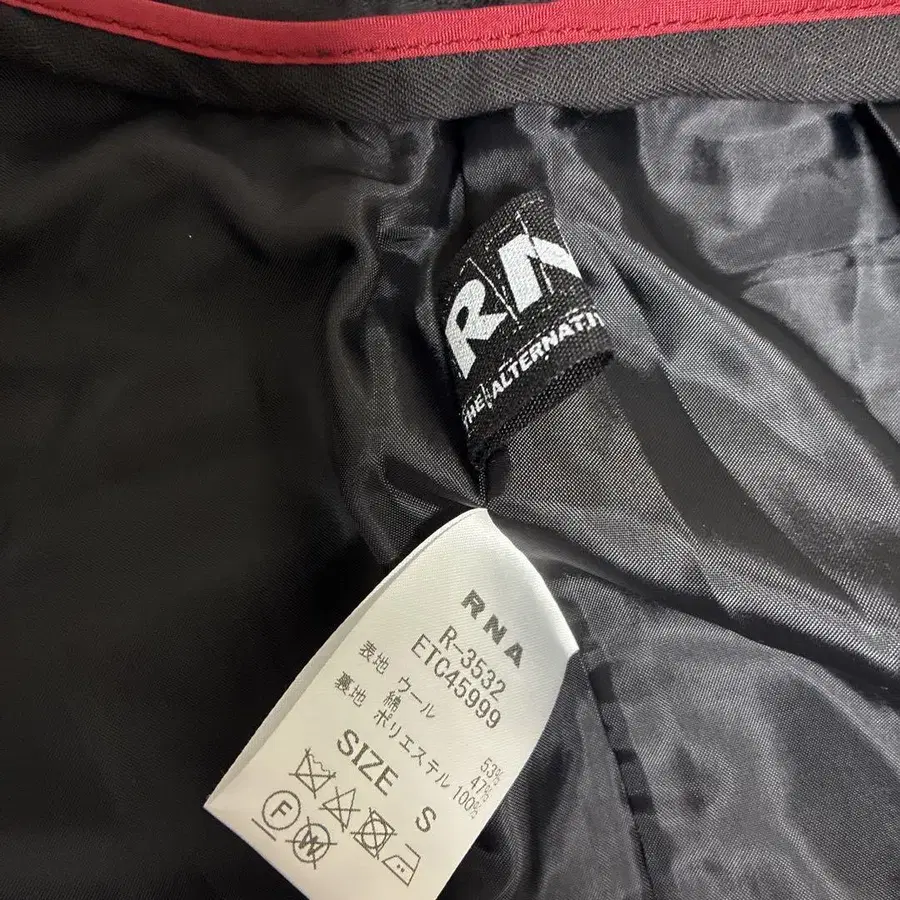 RN
THE ALTERNATI
RNA
R-3532
ETC45999
表地 ウール 53%
綿 47%
裏地 ポリエステル 100%
SIZE S
F
W